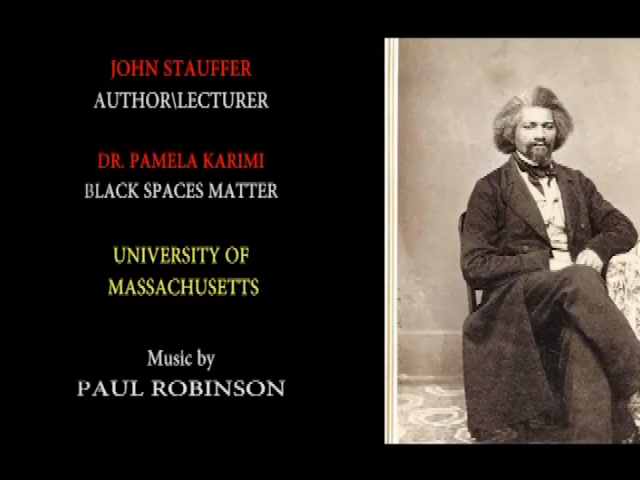 JOHN STAUFFER
AUTHOR\LECTURER
DR. PAMELA KARIMI
BLACK SPACES MATTER
UNIVERSITY OF
MASSACHUSETTS
Music by
PAUL ROBINSON